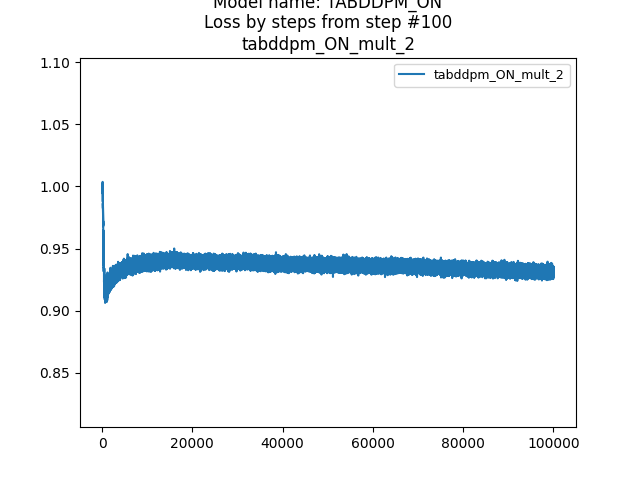 Model name: TABDDPM_ON
Loss by steps from step #100
tabddpm_ON_mult_2
tabddpm_ON_mult_2
1.10
1.05
1.00
0.95
0.90
0.85
0 20000 40000 60000 80000 100000